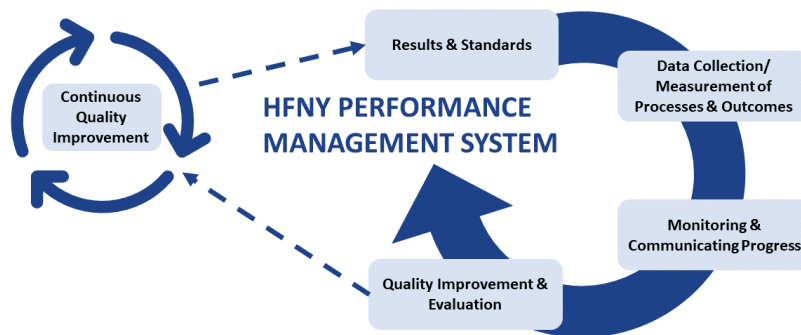 Results & Standards
Data Collection/
Measurement of
Processes & Outcomes
Continuous
Quality
Improvement
HFNY PERFORMANCE
MANAGEMENT SYSTEM
Monitoring &
Communicating Progress
Quality Improvement &
Evaluation